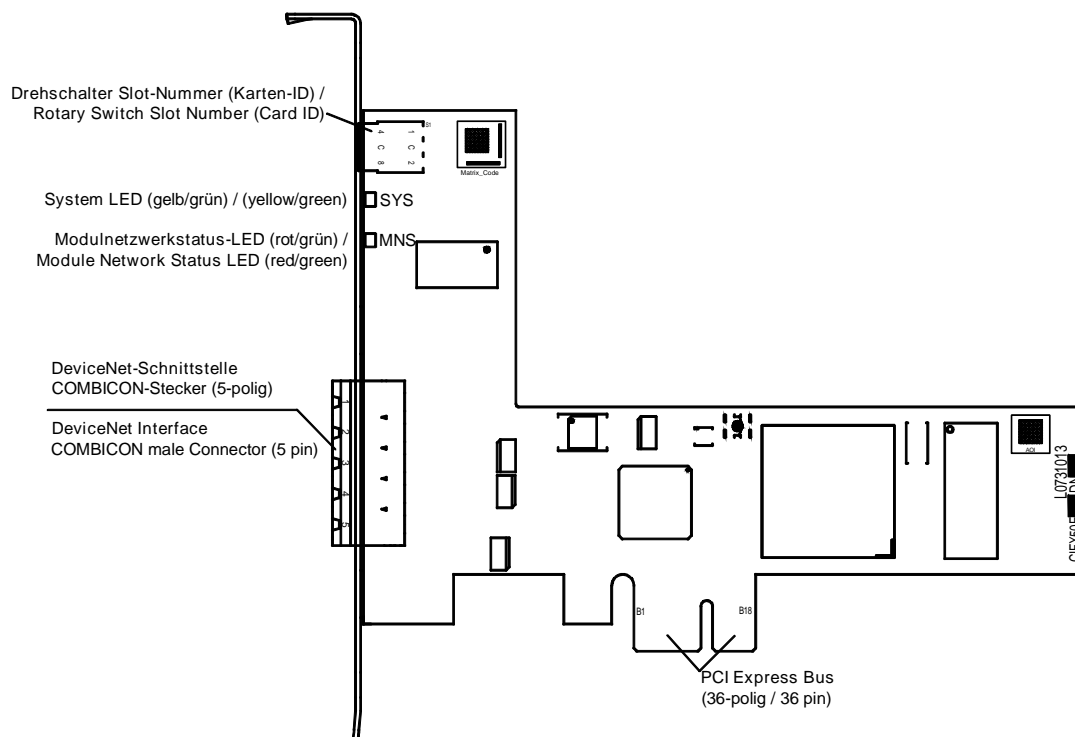 Drehschalter Slot-Nummer (Karten-ID) /
Rotary Switch Slot Number (Card ID)
S1
4 1
C C
8 2
Matrix_Code
System LED (gelb/grün) / (yellow/green)
SYS
Modulnetzwerkstatus-LED (rot/grün) /
Module Network Status LED (red/green)
MNS
DeviceNet-Schnittstelle
COMBICON-Stecker (5-polig)
DeviceNet Interface
COMBICON male Connector (5 pin)
1
2
3
4
5
AOI
L0731013
B1
B18
PCI Express Bus
(36-polig / 36 pin)